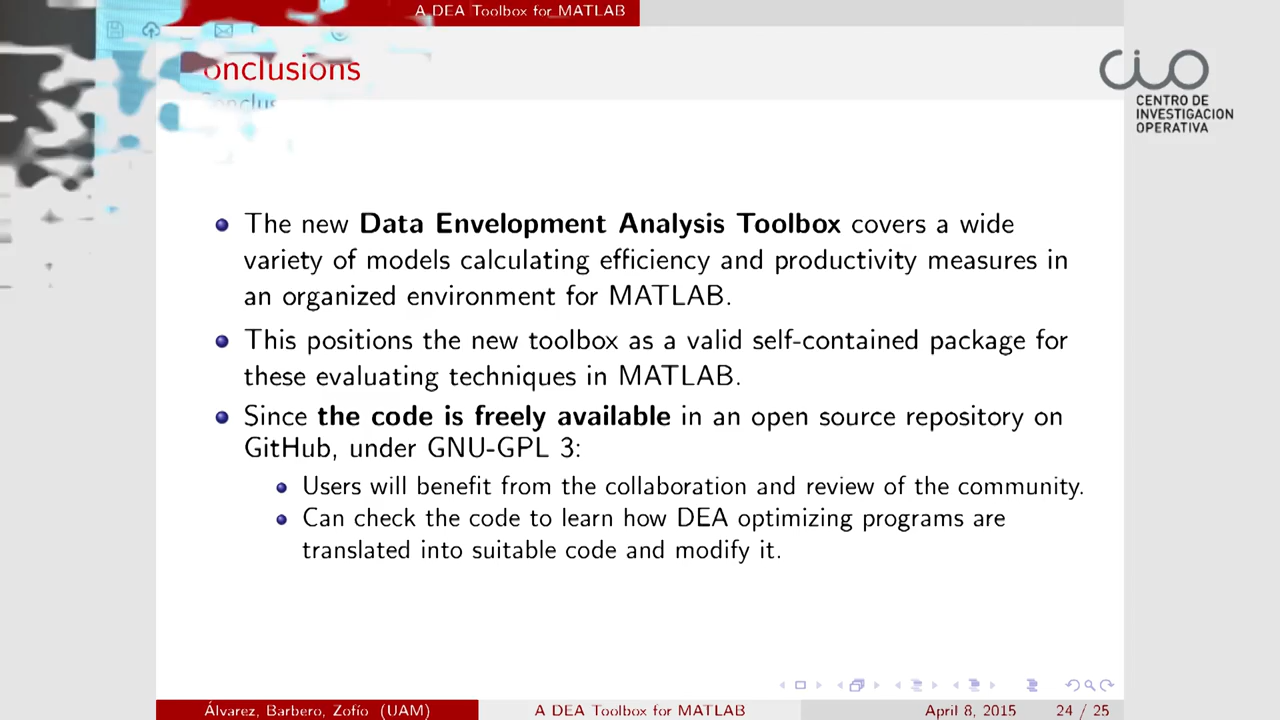 A DEA Toolbox for MATLAB
onclusions
CIO
CENTRO DE
INVESTIGACION
OPERATIVA
The new Data Envelopment Analysis Toolbox covers a wide
variety of models calculating efficiency and productivity measures in
an organized environment for MATLAB.
This positions the new toolbox as a valid self-contained package for
these evaluating techniques in MATLAB.
Since the code is freely available in an open source repository on
GitHub, under GNU-GPL 3:
Users will benefit from the collaboration and review of the community.
Can check the code to learn how DEA optimizing programs are
translated into suitable code and modify it.
Álvarez, Barbero, Zofío (UAM) A DEA Toolbox for MATLAB April 8, 2015 24 / 25